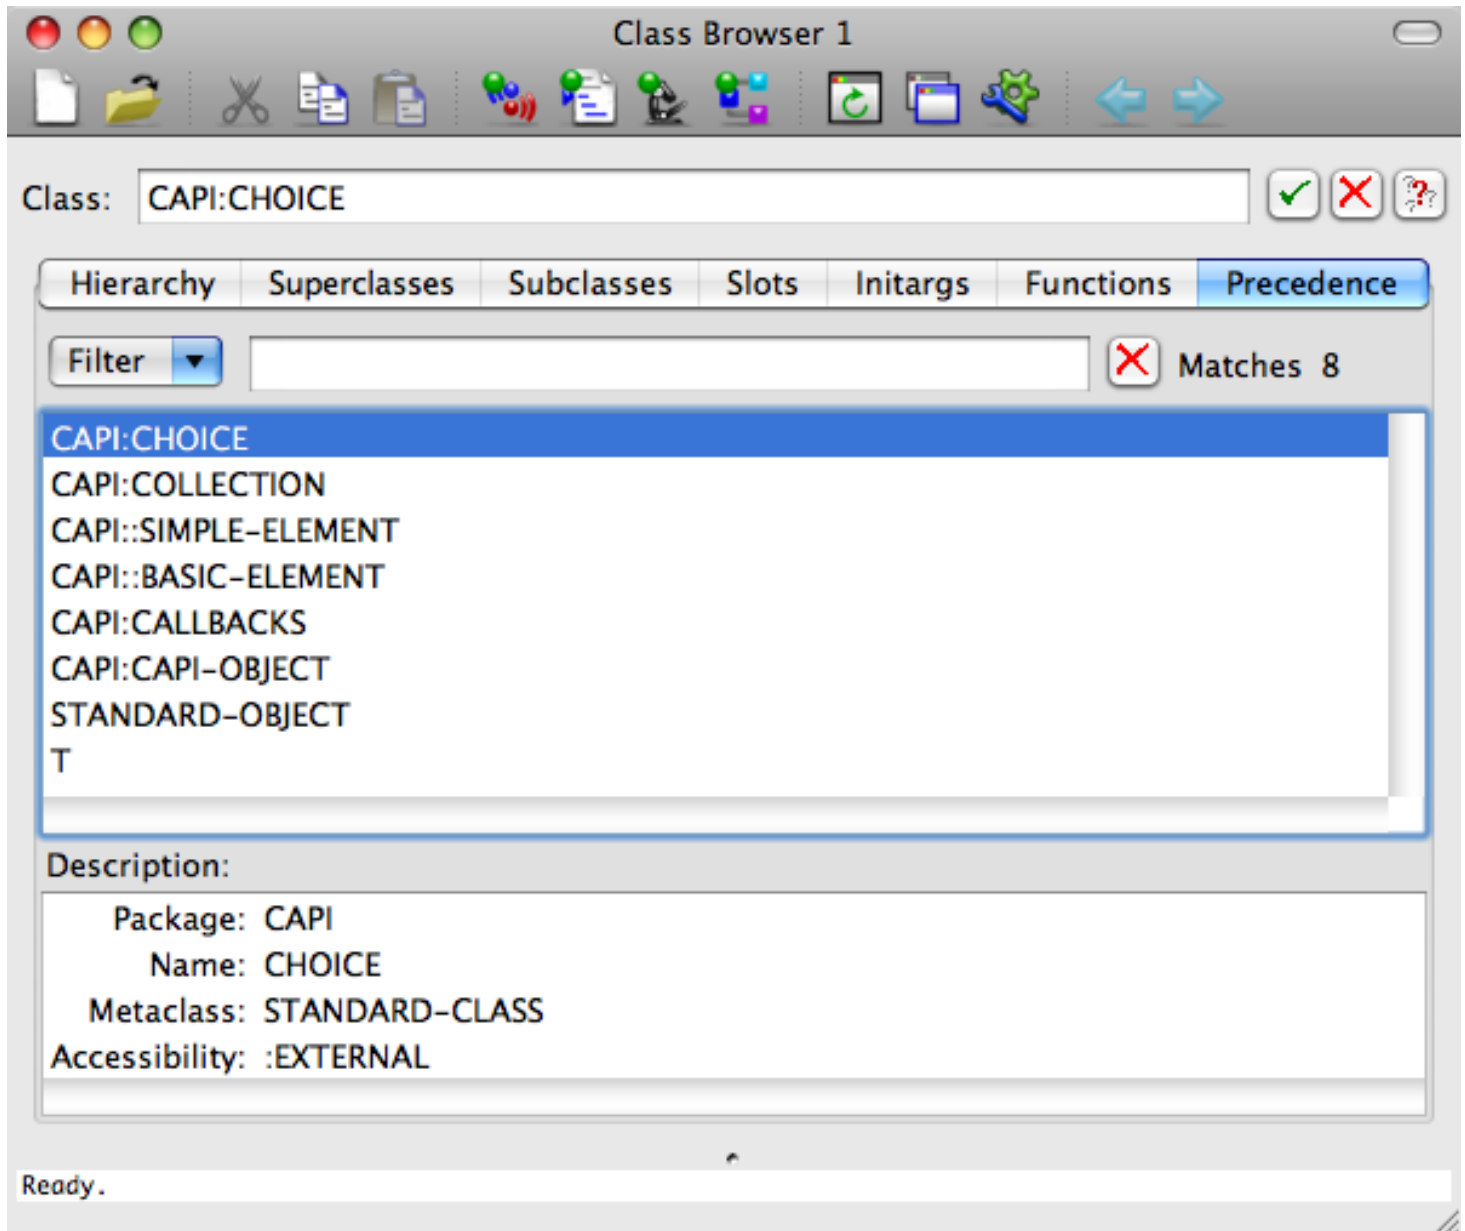 Class Browser 1
Class: CAPI:CHOICE
Hierarchy Superclasses Subclasses Slots Initargs Functions Precedence
Filter Matches 8
CAPI:CHOICE
CAPI:COLLECTION
CAPI::SIMPLE-ELEMENT
CAPI::BASIC-ELEMENT
CAPI:CALLBACKS
CAPI:CAPI-OBJECT
STANDARD-OBJECT
T
Description:
Package: CAPI
Name: CHOICE
Metaclass: STANDARD-CLASS
Accessibility: :EXTERNAL
Ready.